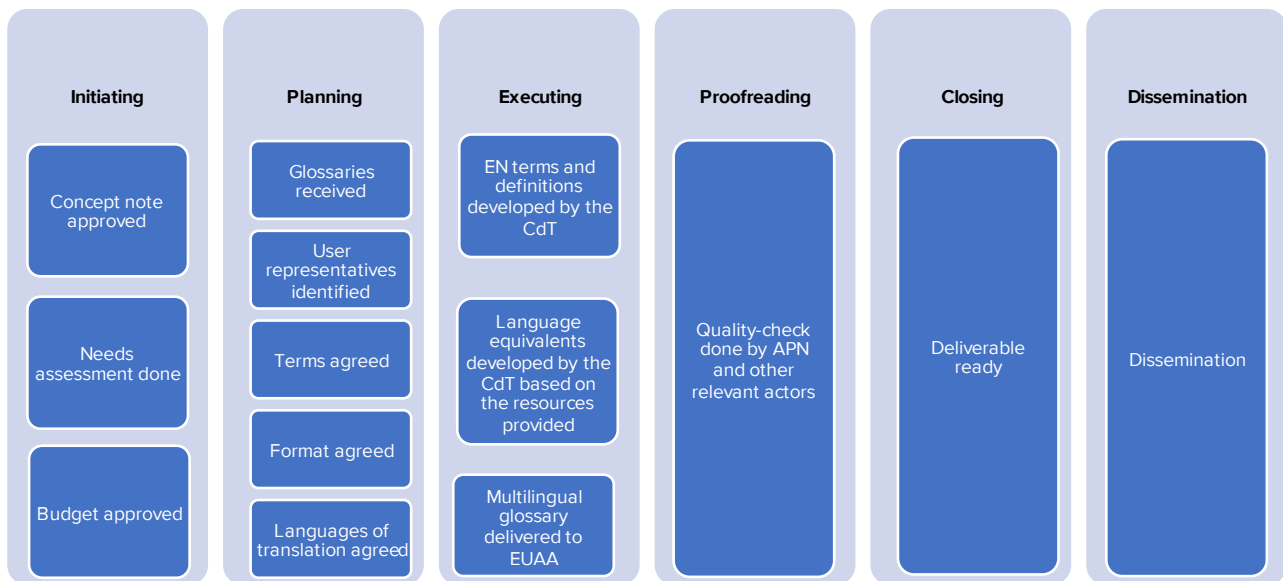 Initiating
Concept note
approved
Needs
assessment done
Budget approved
Planning
Glossaries
received
User
representatives
identified
Terms agreed
Format agreed
Languages of
translation agreed
Executing
EN terms and
definitions
developed by the
CdT
Language
equivalents
developed by the
CdT based on
the resources
provided
Multilingual
glossary
delivered to
EUAA
Proofreading
Quality-check
done by APN
and other
relevant actors
Closing
Deliverable
ready
Dissemination
Dissemination